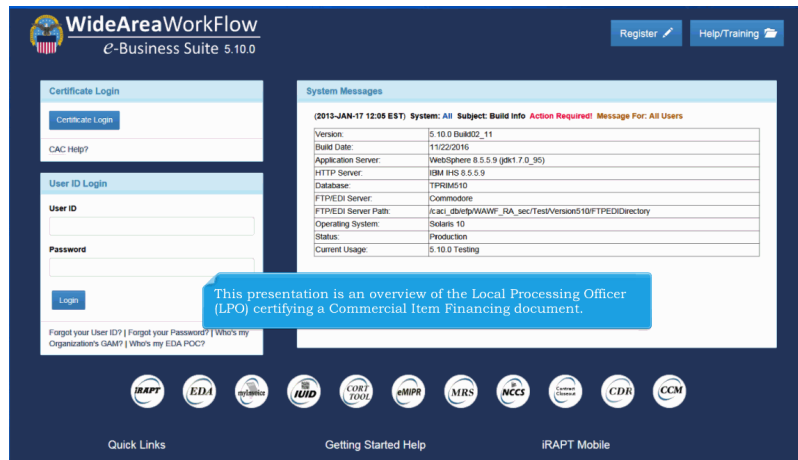 WideAreaWorkFlow
e-Business Suite 5.10.0
Register
Help/Training
Certificate Login
Certificate Login
CAC Help?
User ID Login
User ID
Password
Login
Forgot your User ID? | Forgot your Password? | Who's my
Organization's GAM? | Who's my EDA POC?
System Messages
(2013-JAN-17 12:05 EST) System: All Subject: Build Info Action Required! Message For: All Users
Version: 5.10.0 Build02_11
Build Date: 11/22/2016
Application Server: WebSphere 8.5.5.9 (jdk1.7.0_95)
HTTP Server: IBM IHS 8.5.5.9
Database: TPRIM510
FTP/EDI Server: Commodore
FTP/EDI Server Path: /caci_db/efp/WAWF_RA_sec/Test/Version510/FTPEDIDirectory
Operating System: Solaris 10
Status: Production
Current Usage: 5.10.0 Testing
This presentation is an overview of the Local Processing Officer
(LPO) certifying a Commercial Item Financing document.
iRAPT
EDA
myInvoice
IUID
CORT
TOOL
eMIPR
MRS
NCCS
Contract
Closeout
CDR
CCM
Quick Links
Getting Started Help
iRAPT Mobile